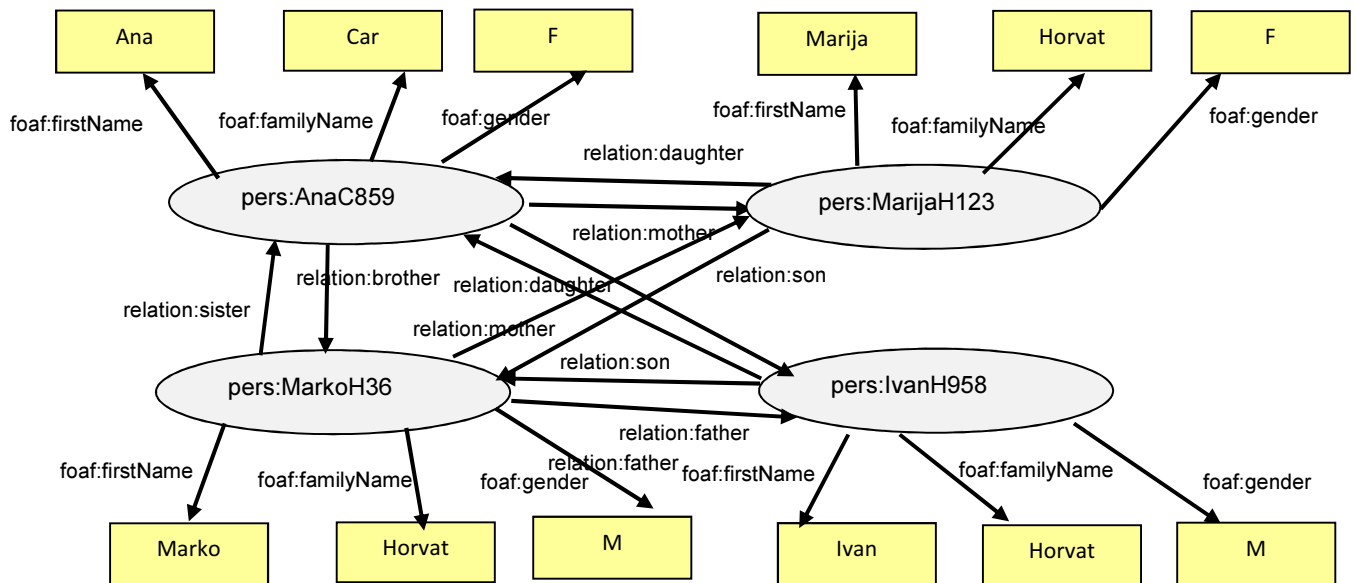 Ana
Car
F
Marija
Horvat
F
foaf:firstName
foaf:familyName
foaf:gender
foaf:firstName
foaf:familyName
foaf:gender
relation:daughter
pers:AnaC859
pers:MarijaH123
relation:mother
relation:brother
relation:daughter
relation:son
relation:sister
relation:mother
relation:son
pers:MarkoH36
pers:IvanH958
relation:father
relation:father
foaf:firstName
foaf:familyName
foaf:gender
foaf:firstName
foaf:familyName
foaf:gender
Marko
Horvat
M
Ivan
Horvat
M